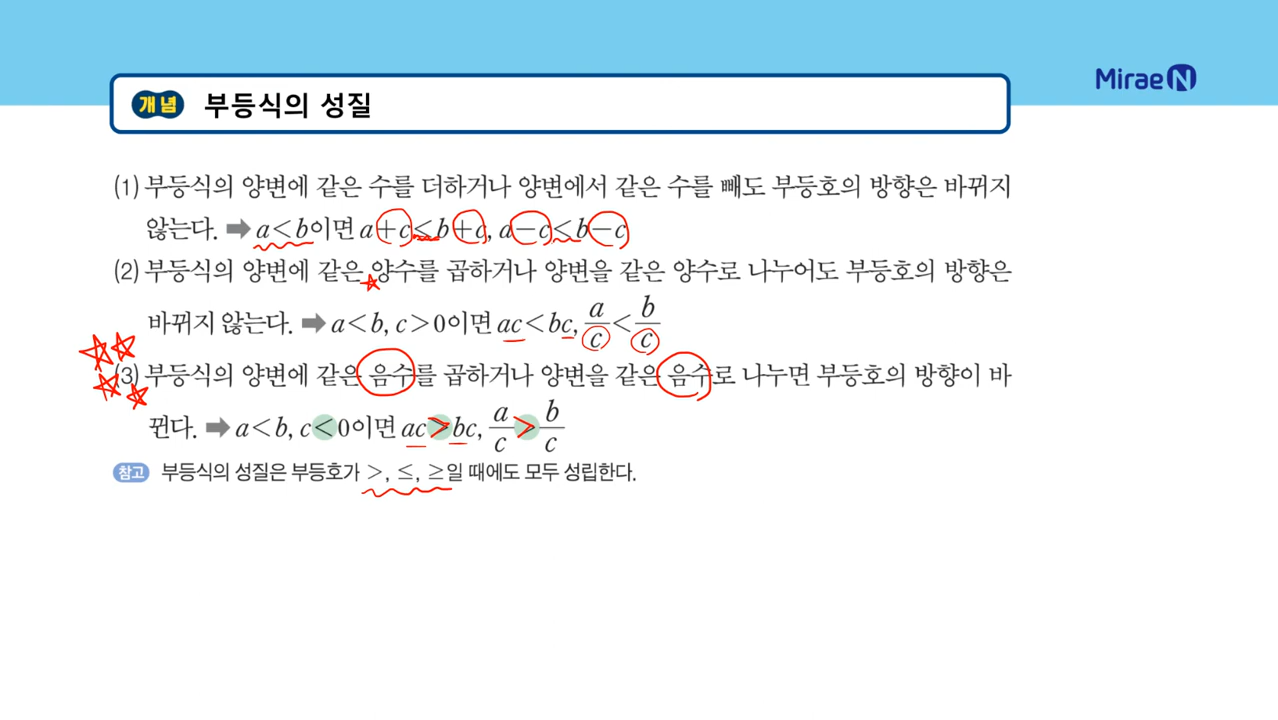 Mirae N
개념 부등식의 성질
(1) 부등식의 양변에 같은 수를 더하거나 양변에서 같은 수를 빼도 부등호의 방향은 바뀌지
않는다. ➡ a<b이면 a+c<b+c, a-c<b-c
(2) 부등식의 양변에 같은 양수를 곱하거나 양변을 같은 양수로 나누어도 부등호의 방향은
바뀌지 않는다. ➡ a<b, c>0이면 ac<bc, a/c<b/c
(3) 부등식의 양변에 같은 음수를 곱하거나 양변을 같은 음수로 나누면 부등호의 방향이 바
뀐다. ➡ a<b, c<0이면 ac>bc, a/c>b/c
참고 부등식의 성질은 부등호가 >, ≤, ≥일 때에도 모두 성립한다.